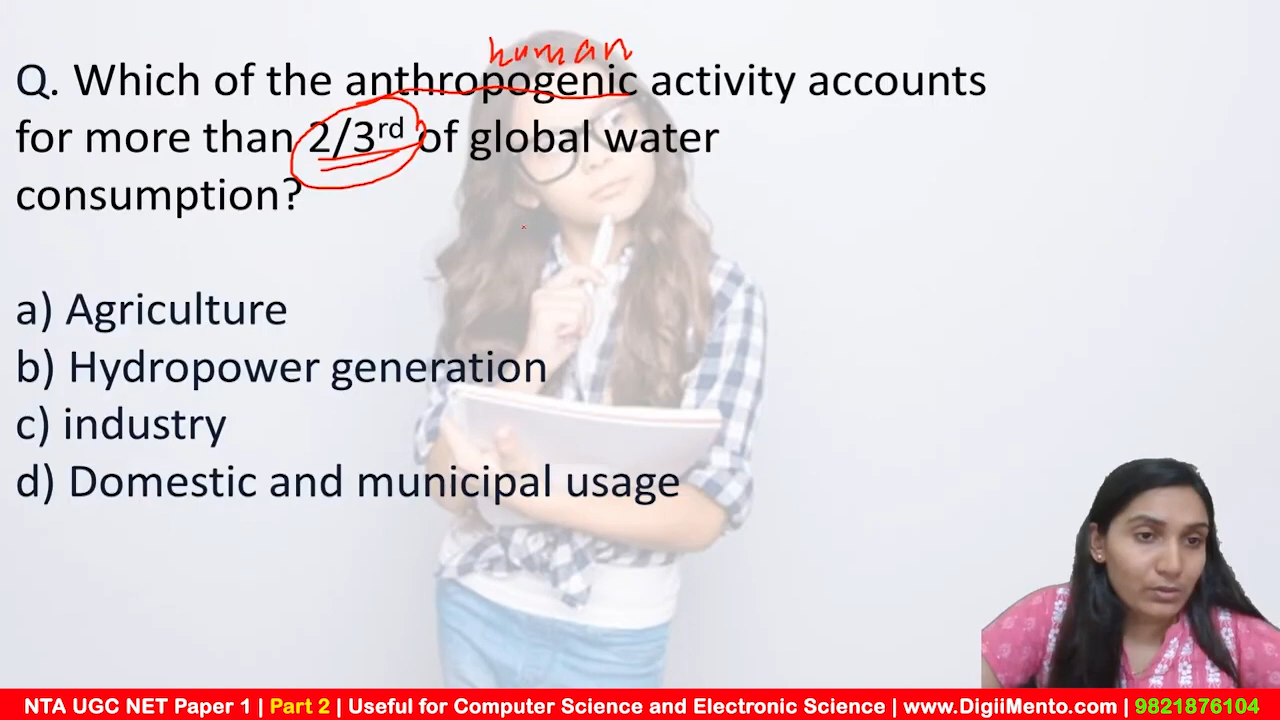 human
Q. Which of the anthropogenic activity accounts
for more than 2/3rd of global water
consumption?
a) Agriculture
b) Hydropower generation
c) industry
d) Domestic and municipal usage
NTA UGC NET Paper 1 | Part 2 | Useful for Computer Science and Electronic Science | www.DigiiMento.com | 9821876104